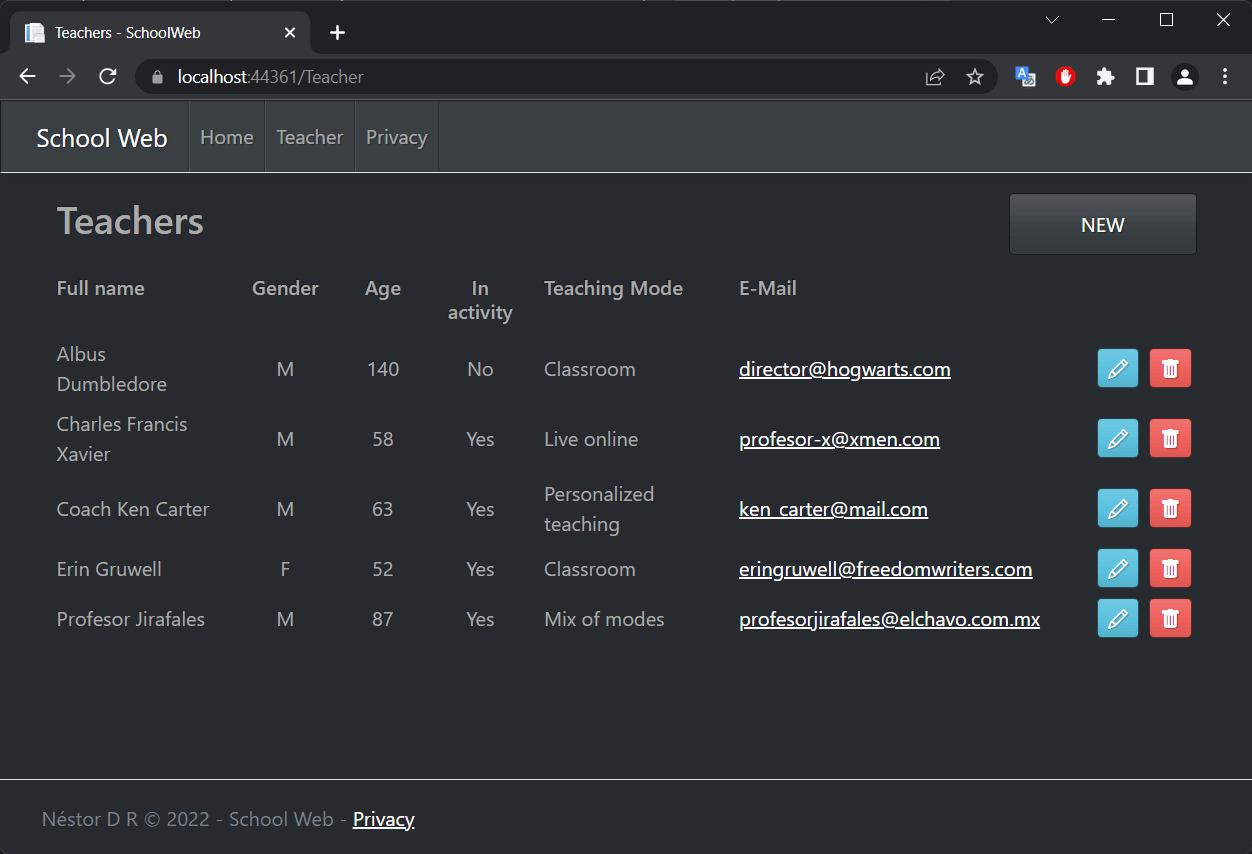 Teachers - SchoolWeb
localhost:44361/Teacher
School Web Home Teacher Privacy
Teachers
NEW
Full name Gender Age In activity Teaching Mode E-Mail
Albus Dumbledore M 140 No Classroom director@hogwarts.com
Charles Francis Xavier M 58 Yes Live online profesor-x@xmen.com
Coach Ken Carter M 63 Yes Personalized teaching ken_carter@mail.com
Erin Gruwell F 52 Yes Classroom eringruwell@freedomwriters.com
Profesor Jirafales M 87 Yes Mix of modes profesorjirafales@elchavo.com.mx
Néstor D R © 2022 - School Web - Privacy